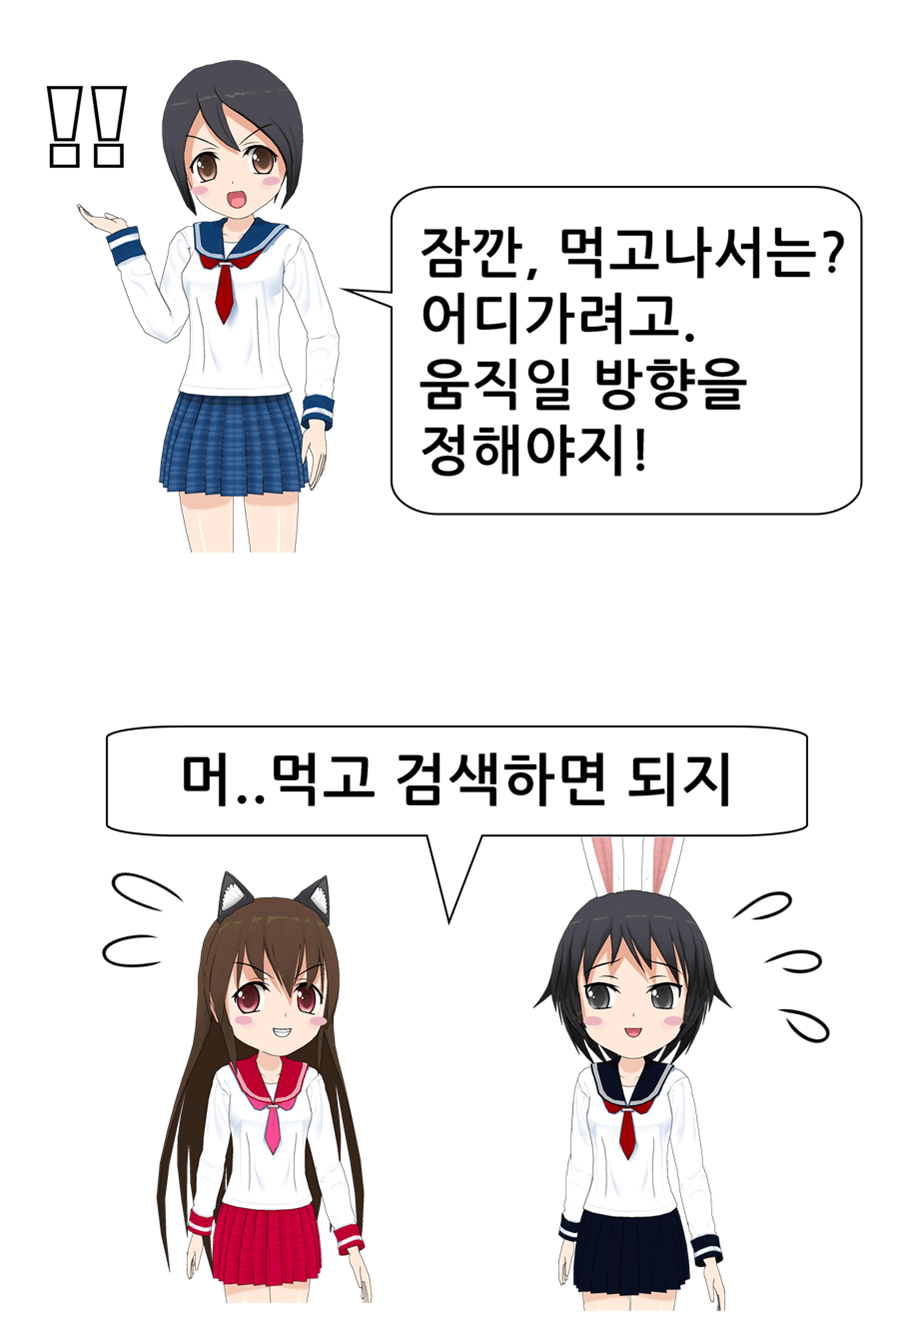 !!
잠깐, 먹고나서는?
어디가려고.
움직일 방향을
정해야지!
머..먹고 검색하면 되지